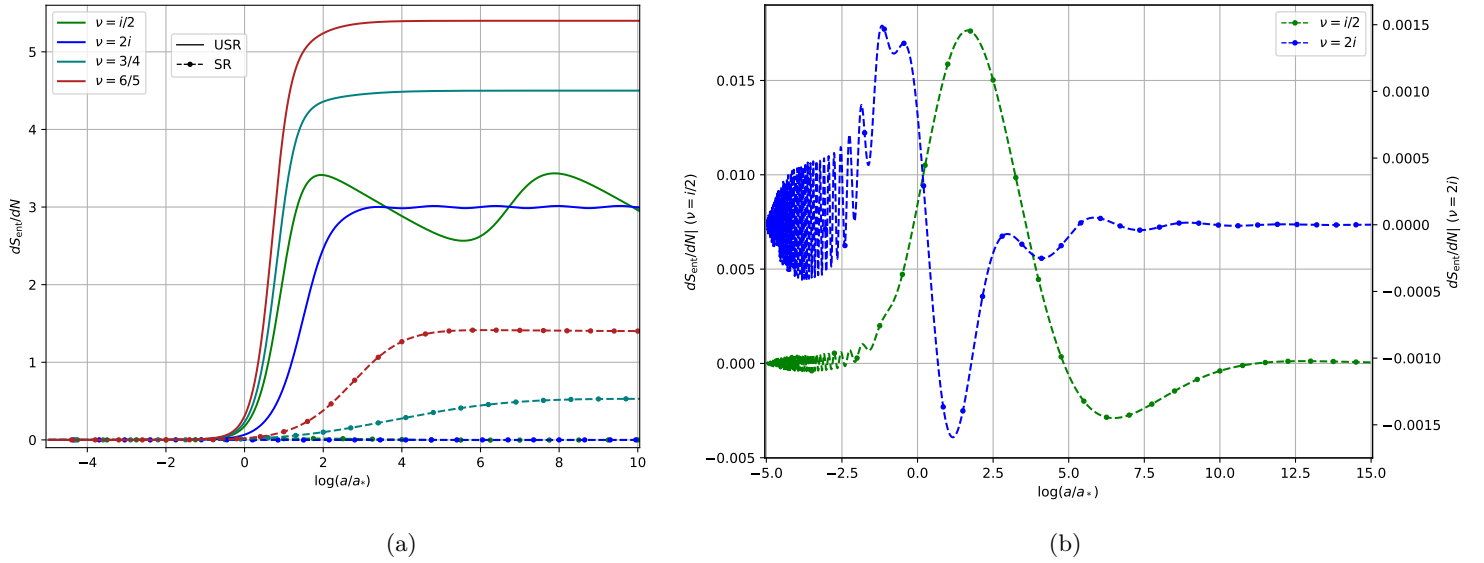 ν = i/2
ν = 2i
ν = 3/4
ν = 6/5
USR
SR
5
4
3
2
1
0
dS_ent/dN
−4
−2
0
2
4
6
8
10
log(a/a_*)
(a)
ν = i/2
ν = 2i
0.015
0.010
0.005
0.000
−0.005
dS_ent/dN| (ν = i/2)
0.0015
0.0010
0.0005
0.0000
−0.0005
−0.0010
−0.0015
dS_ent/dN| (ν = 2i)
−5.0
−2.5
0.0
2.5
5.0
7.5
10.0
12.5
15.0
log(a/a_*)
(b)